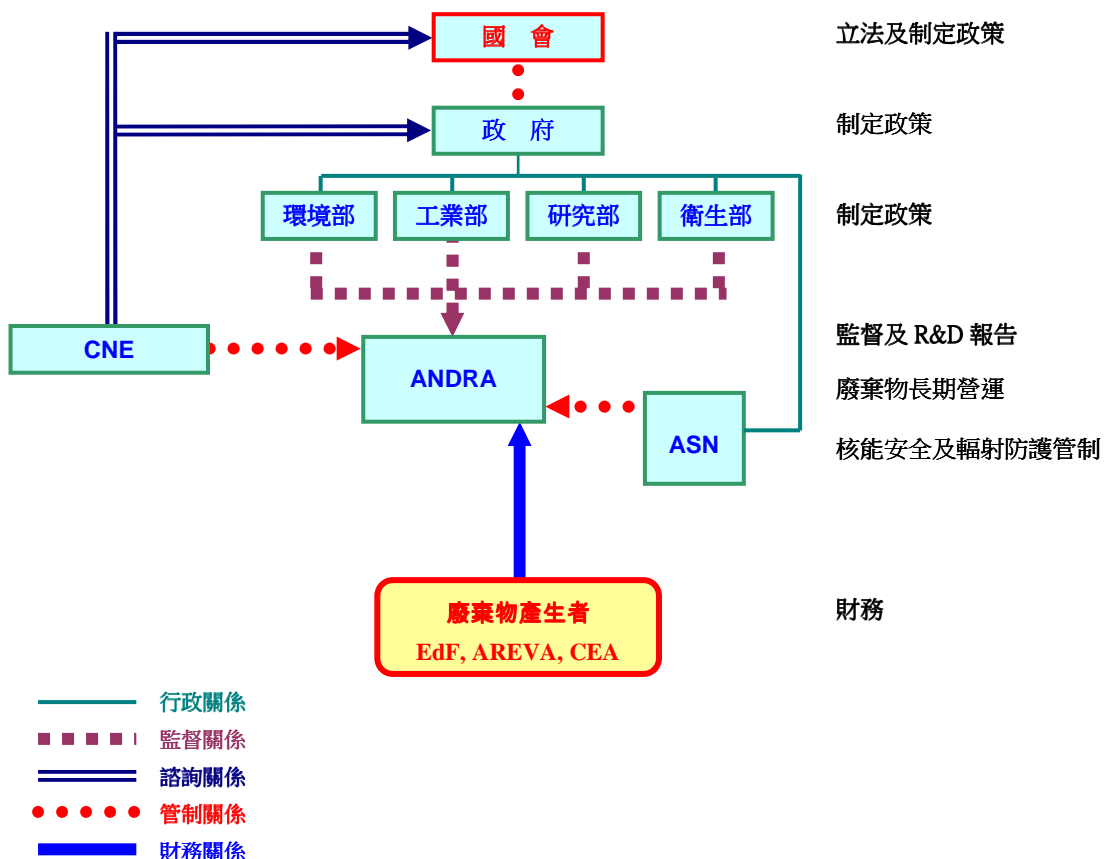 國 會
立法及制定政策
政 府
制定政策
環境部
工業部
研究部
衛生部
制定政策
CNE
監督及 R&D 報告
ANDRA
廢棄物長期營運
ASN
核能安全及輻射防護管制
廢棄物產生者
EdF, AREVA, CEA
財務
行政關係
監督關係
諮詢關係
管制關係
財務關係